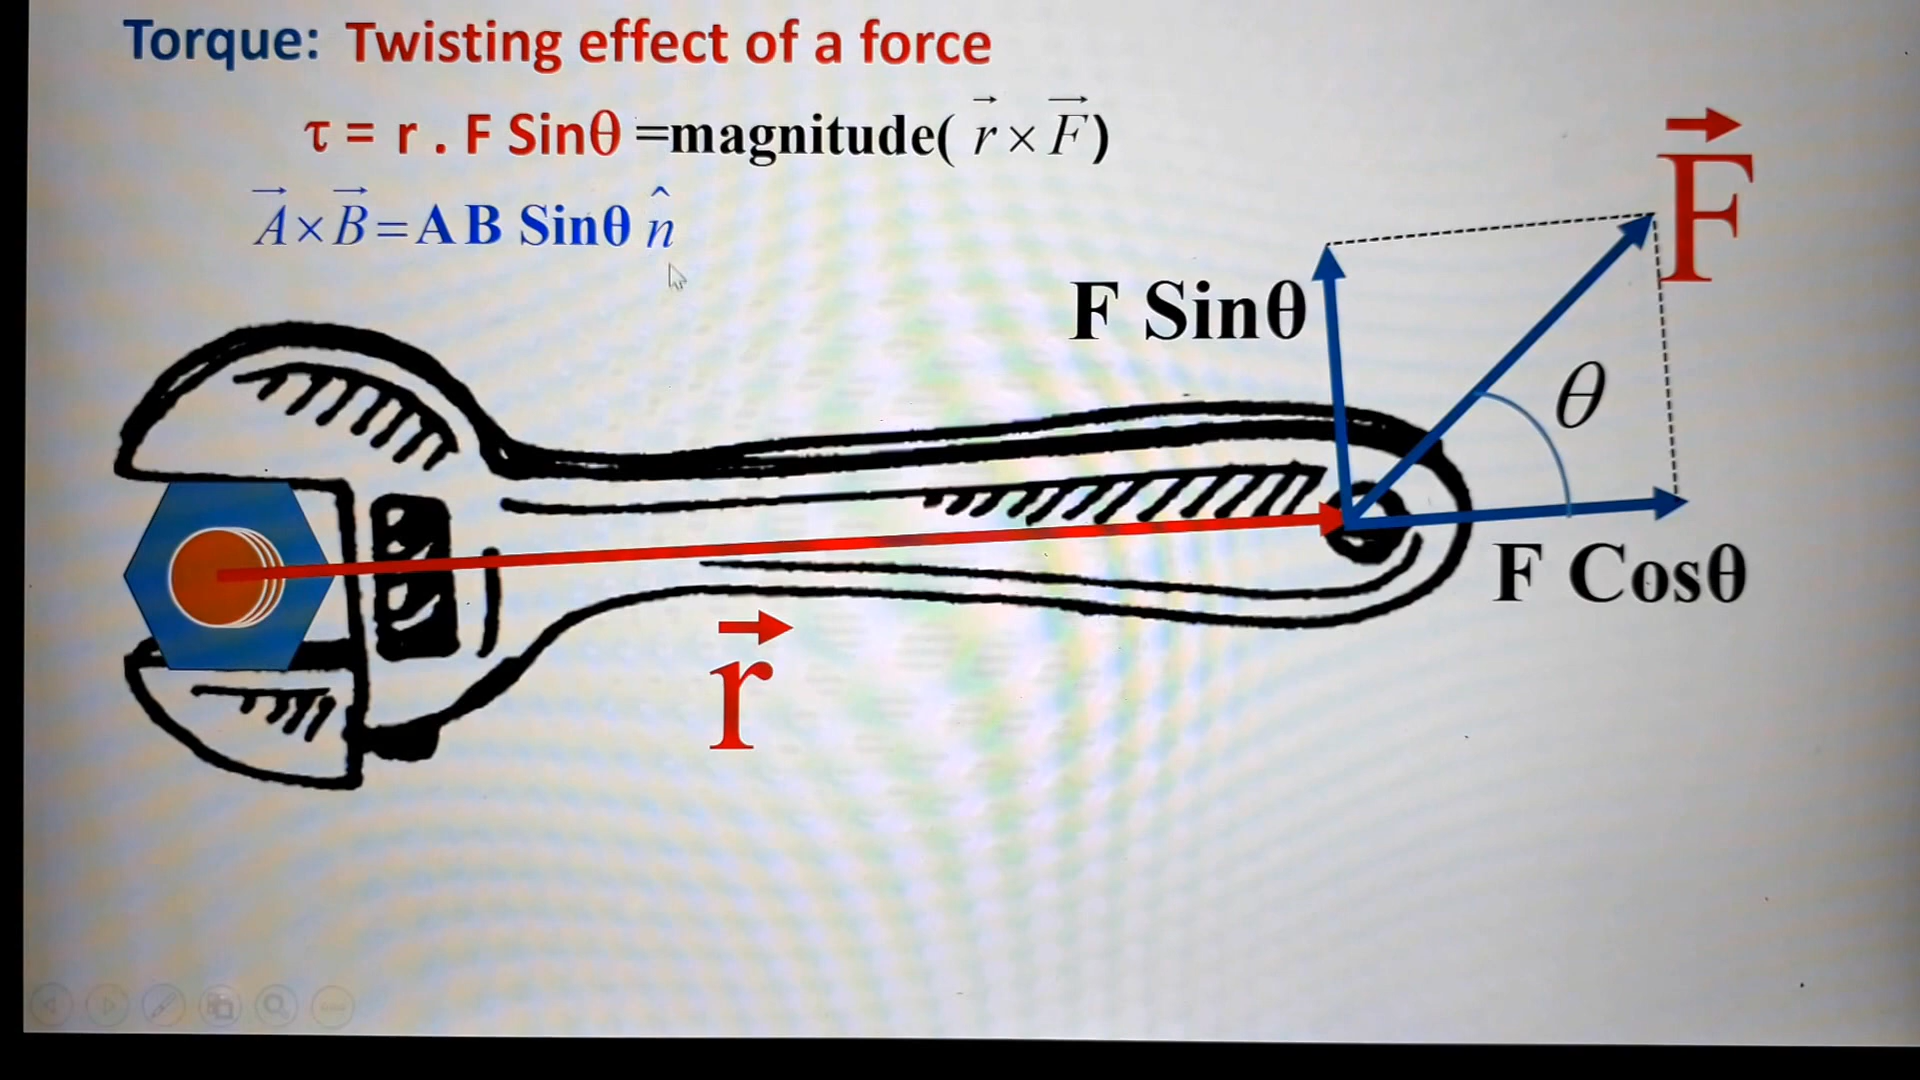 Torque: Twisting effect of a force
τ = r . F Sinθ =magnitude( r⃗ × F⃗ )
A⃗ × B⃗ = A B Sinθ n̂
F⃗
F Sinθ
θ
F Cosθ
r⃗